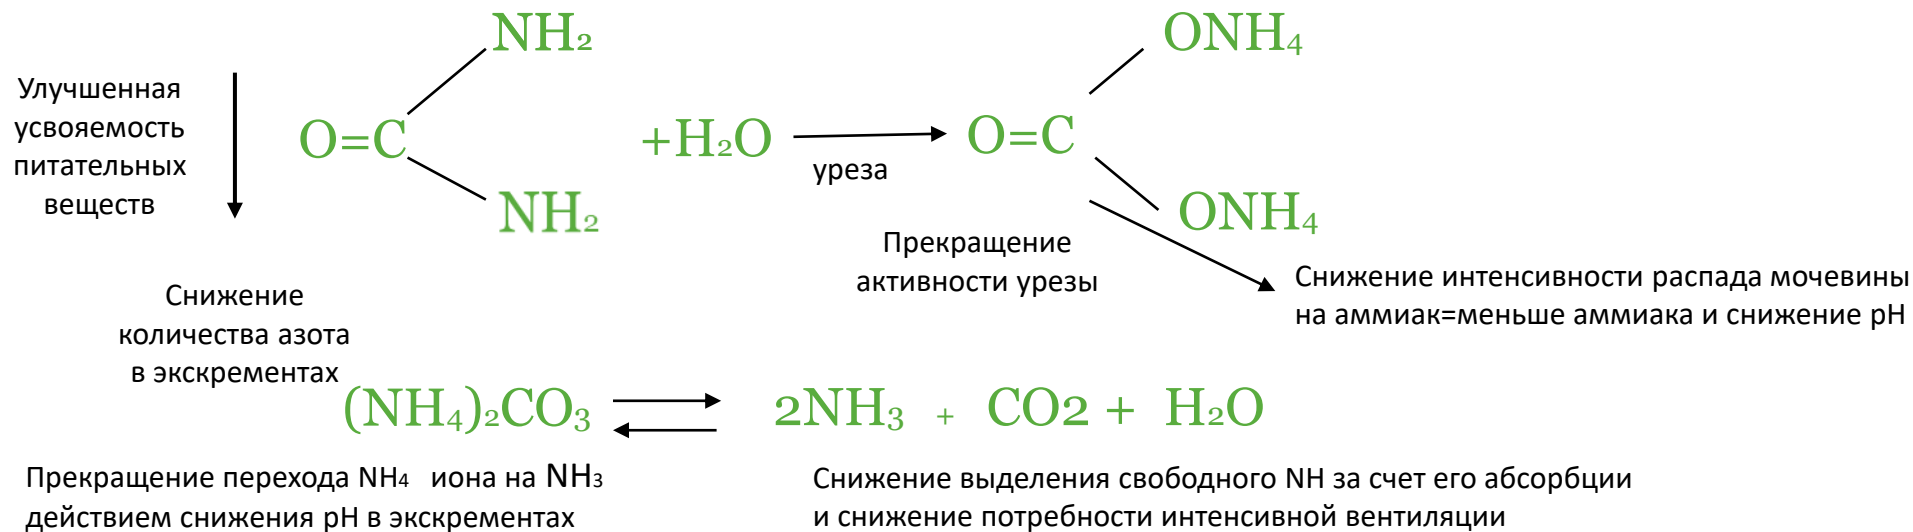 NH₂
ONH₄
Улучшенная
усвояемость
питательных
веществ
O=C
+H₂O
уреза
O=C
NH₂
ONH₄
Прекращение
активности урезы
Снижение интенсивности распада мочевины
на аммиак=меньше аммиака и снижение pH
Снижение
количества азота
в экскрементах
(NH₄)₂CO₃
2NH₃ + CO2 + H₂O
Прекращение перехода NH₄ иона на NH₃
действием снижения pH в экскрементах
Снижение выделения свободного NH за счет его абсорбции
и снижение потребности интенсивной вентиляции